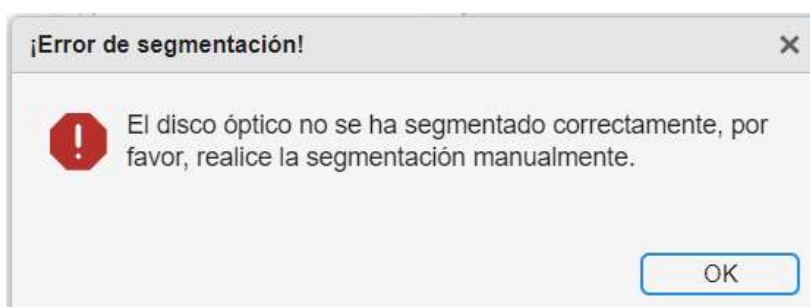 ¡Error de segmentación!
El disco óptico no se ha segmentado correctamente, por
favor, realice la segmentación manualmente.
OK